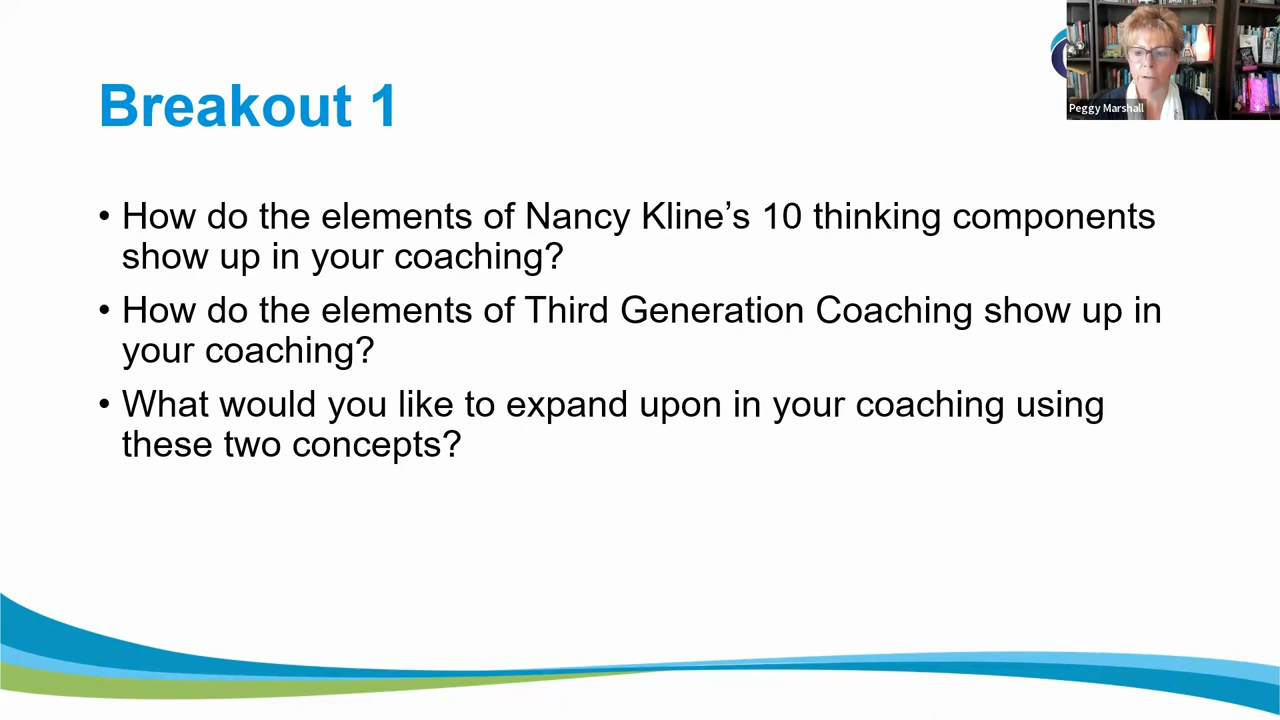 Breakout 1
• How do the elements of Nancy Kline’s 10 thinking components
show up in your coaching?
• How do the elements of Third Generation Coaching show up in
your coaching?
• What would you like to expand upon in your coaching using
these two concepts?
Peggy Marshall